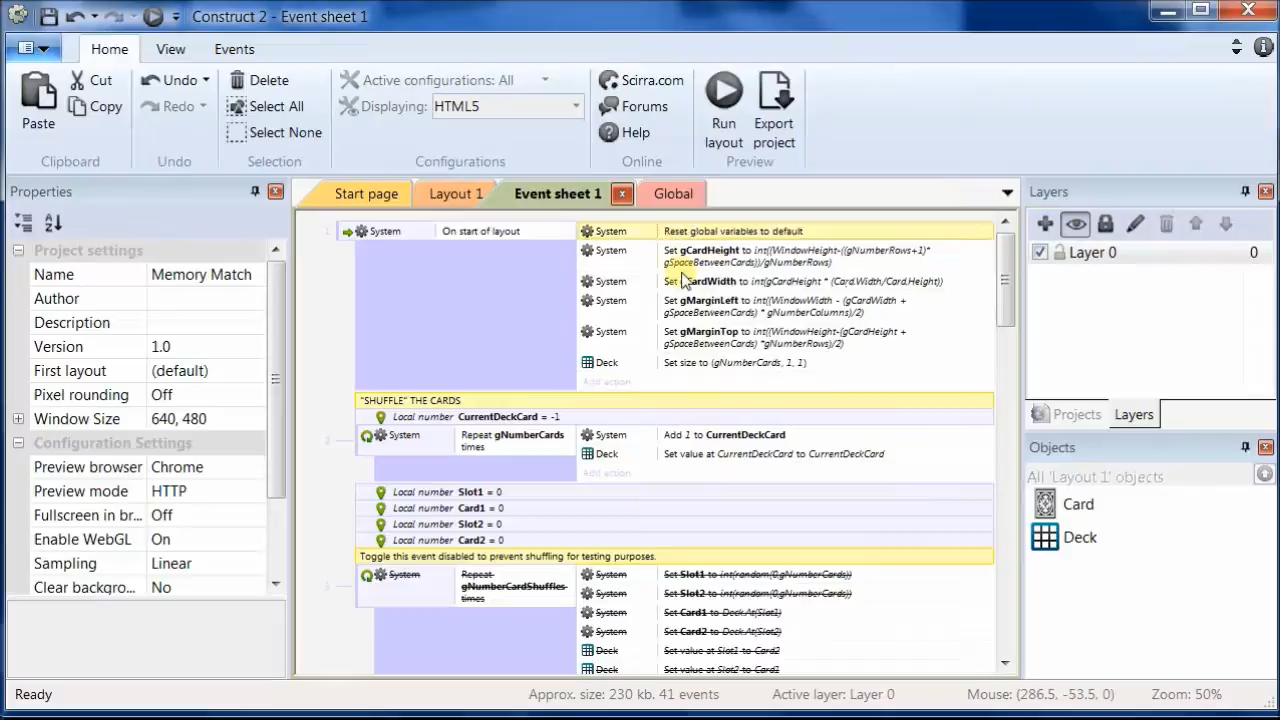 Construct 2 - Event sheet 1
Home View Events
Paste
Cut
Copy
Clipboard
Undo
Redo
Undo
Delete
Select All
Select None
Selection
Active configurations: All
Displaying: HTML5
Configurations
Scirra.com
Forums
Help
Online
Run layout
Export project
Preview
Properties
Project settings
Name Memory Match
Author
Description
Version 1.0
First layout (default)
Pixel rounding Off
Window Size 640, 480
Configuration Settings
Preview browser Chrome
Preview mode HTTP
Fullscreen in br... Off
Enable WebGL On
Sampling Linear
Clear backgro... No
Start page Layout 1 Event sheet 1 Global
1 System On start of layout System Reset global variables to default
System Set gCardHeight to int((WindowHeight-((gNumberRows+1)*
gSpaceBetweenCards))/gNumberRows)
System Set CardWidth to int(gCardHeight * (Card.Width/Card.Height))
System Set gMarginLeft to int((WindowWidth - (gCardWidth +
gSpaceBetweenCards) * gNumberColumns)/2)
System Set gMarginTop to int((WindowHeight-(gCardHeight +
gSpaceBetweenCards) *gNumberRows)/2)
Deck Set size to (gNumberCards, 1, 1)
Add action
"SHUFFLE" THE CARDS
Local number CurrentDeckCard = -1
2 System Repeat gNumberCards times System Add 1 to CurrentDeckCard
Deck Set value at CurrentDeckCard to CurrentDeckCard
Add action
Local number Slot1 = 0
Local number Card1 = 0
Local number Slot2 = 0
Local number Card2 = 0
Toggle this event disabled to prevent shuffling for testing purposes.
3 System Repeat gNumberCardShuffles times System Set Slot1 to int(random(0,gNumberCards))
System Set Slot2 to int(random(0,gNumberCards))
System Set Card1 to Deck.At(Slot1)
System Set Card2 to Deck.At(Slot2)
Deck Set value at Slot1 to Card2
Deck Set value at Slot2 to Card1
Layers
Layer 0 0
Projects Layers
Objects
All 'Layout 1' objects
Card
Deck
Ready Approx. size: 230 kb. 41 events Active layer: Layer 0 Mouse: (286.5, -53.5, 0) Zoom: 50%